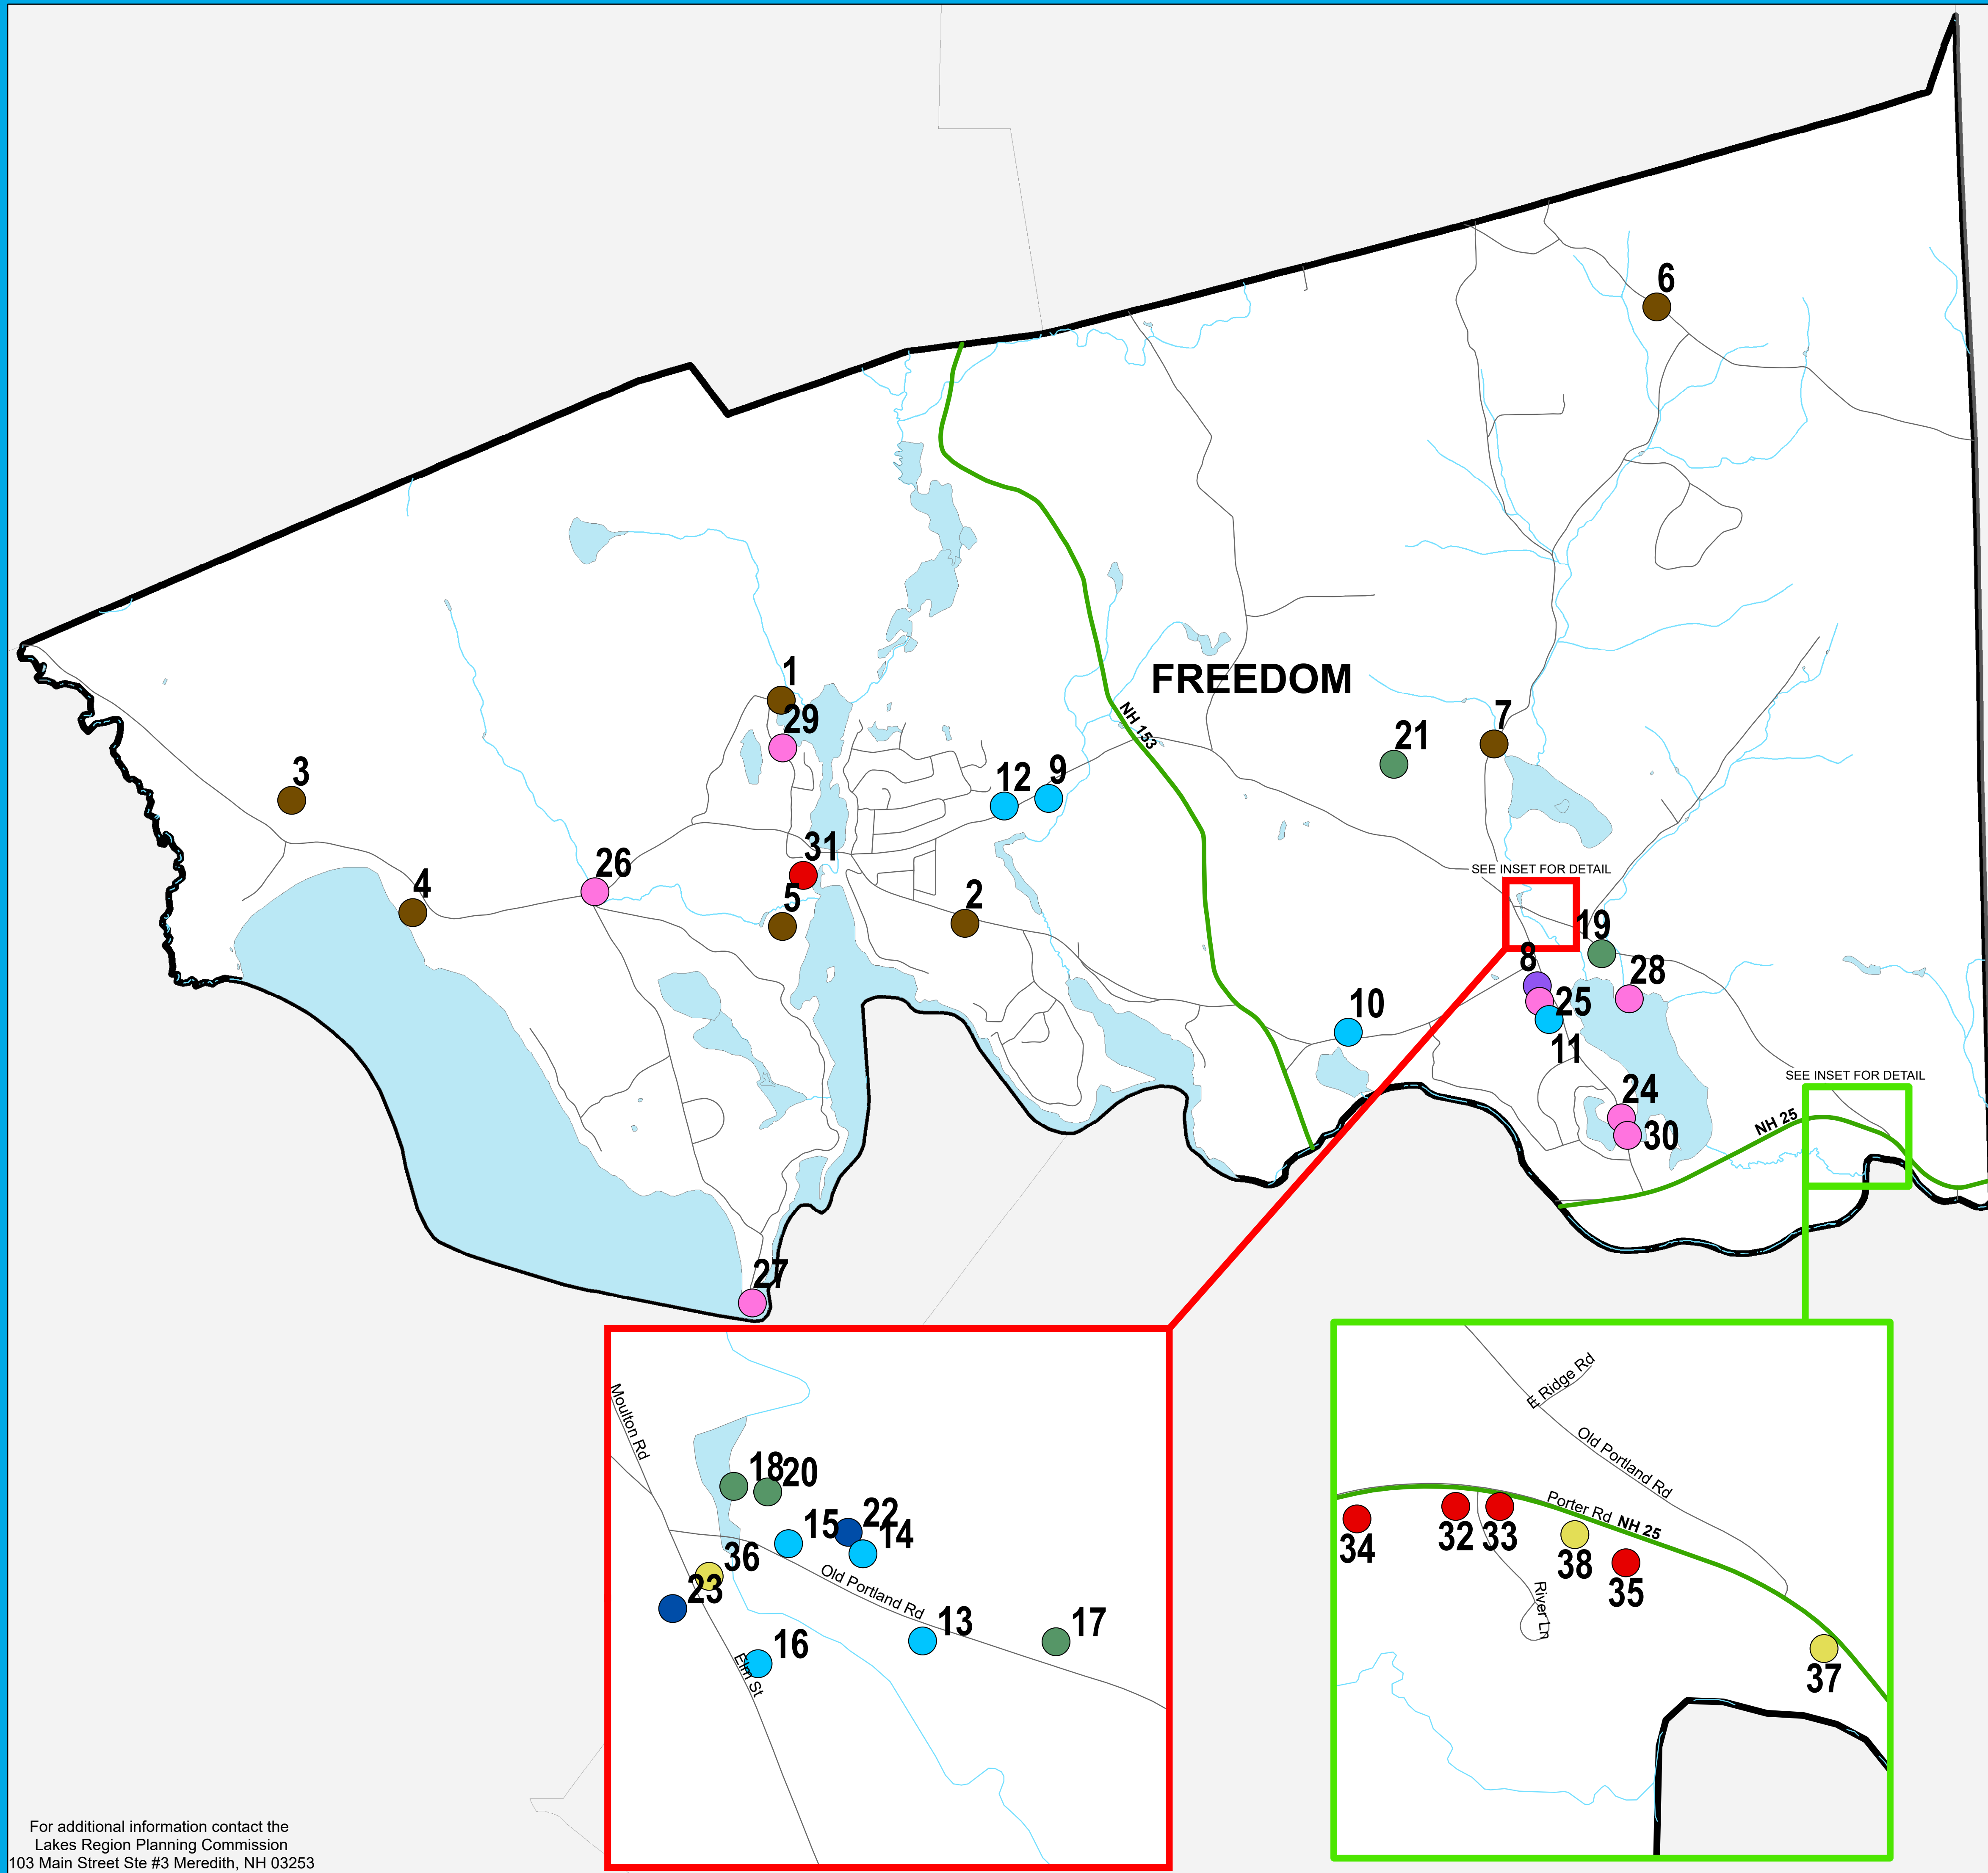 6
1
29
FREEDOM
NH 153
7
21
3
12
9
31
26
4
5
2
SEE INSET FOR DETAIL
19
8
28
25
10
11
SEE INSET FOR DETAIL
24
NH 25
30
27
Moulton Rd
18
20
22
15
14
36
Old Portland Rd
23
13
17
16
Elm St
E Ridge Rd
Old Portland Rd
Porter Rd NH 25
34
32
33
38
35
River Ln
37
For additional information contact the
Lakes Region Planning Commission
103 Main Street Ste #3 Meredith, NH 03253